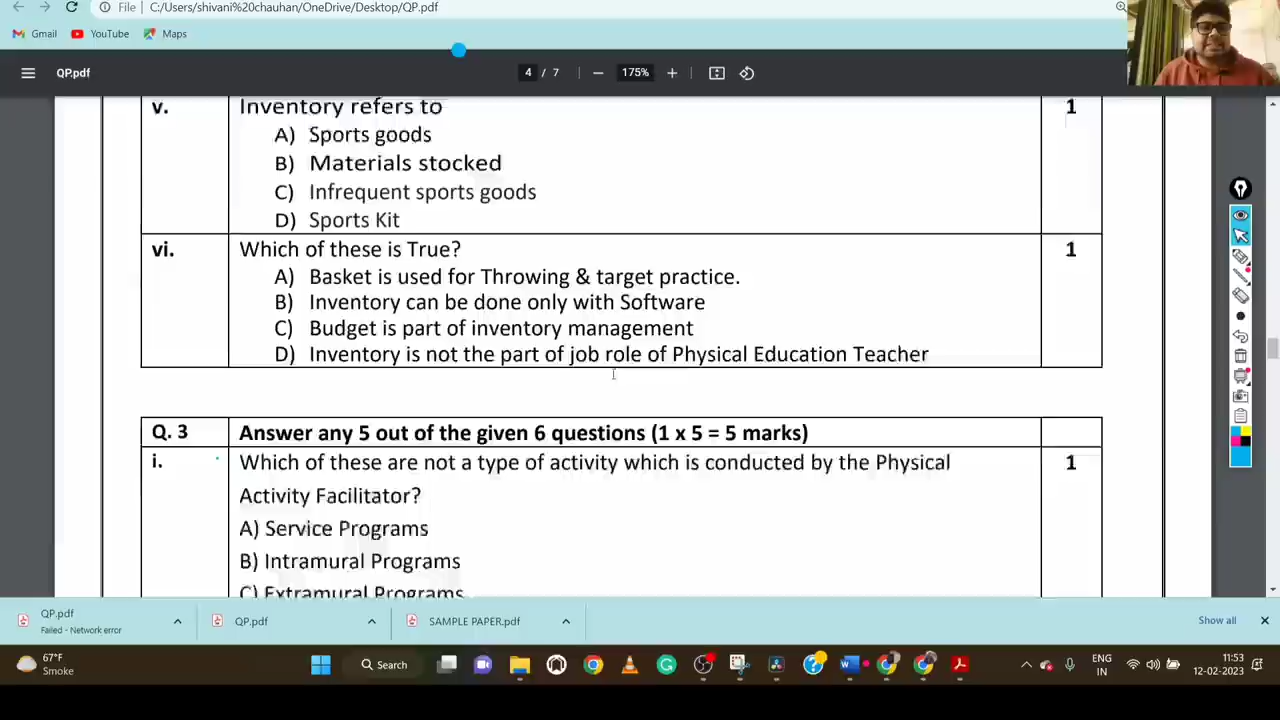 File
C:/Users/shivani%20chauhan/OneDrive/Desktop/QP.pdf
Gmail
YouTube
Maps
QP.pdf
4 / 7
175%
v.
Inventory refers to
1
A) Sports goods
B) Materials stocked
C) Infrequent sports goods
D) Sports Kit
vi.
Which of these is True?
1
A) Basket is used for Throwing & target practice.
B) Inventory can be done only with Software
C) Budget is part of inventory management
D) Inventory is not the part of job role of Physical Education Teacher
Q. 3
Answer any 5 out of the given 6 questions (1 x 5 = 5 marks)
i.
Which of these are not a type of activity which is conducted by the Physical
1
Activity Facilitator?
A) Service Programs
B) Intramural Programs
C) Extramural Programs
QP.pdf
Failed - Network error
QP.pdf
SAMPLE PAPER.pdf
Show all
67°F
Smoke
Search
ENG
IN
11:53
12-02-2023